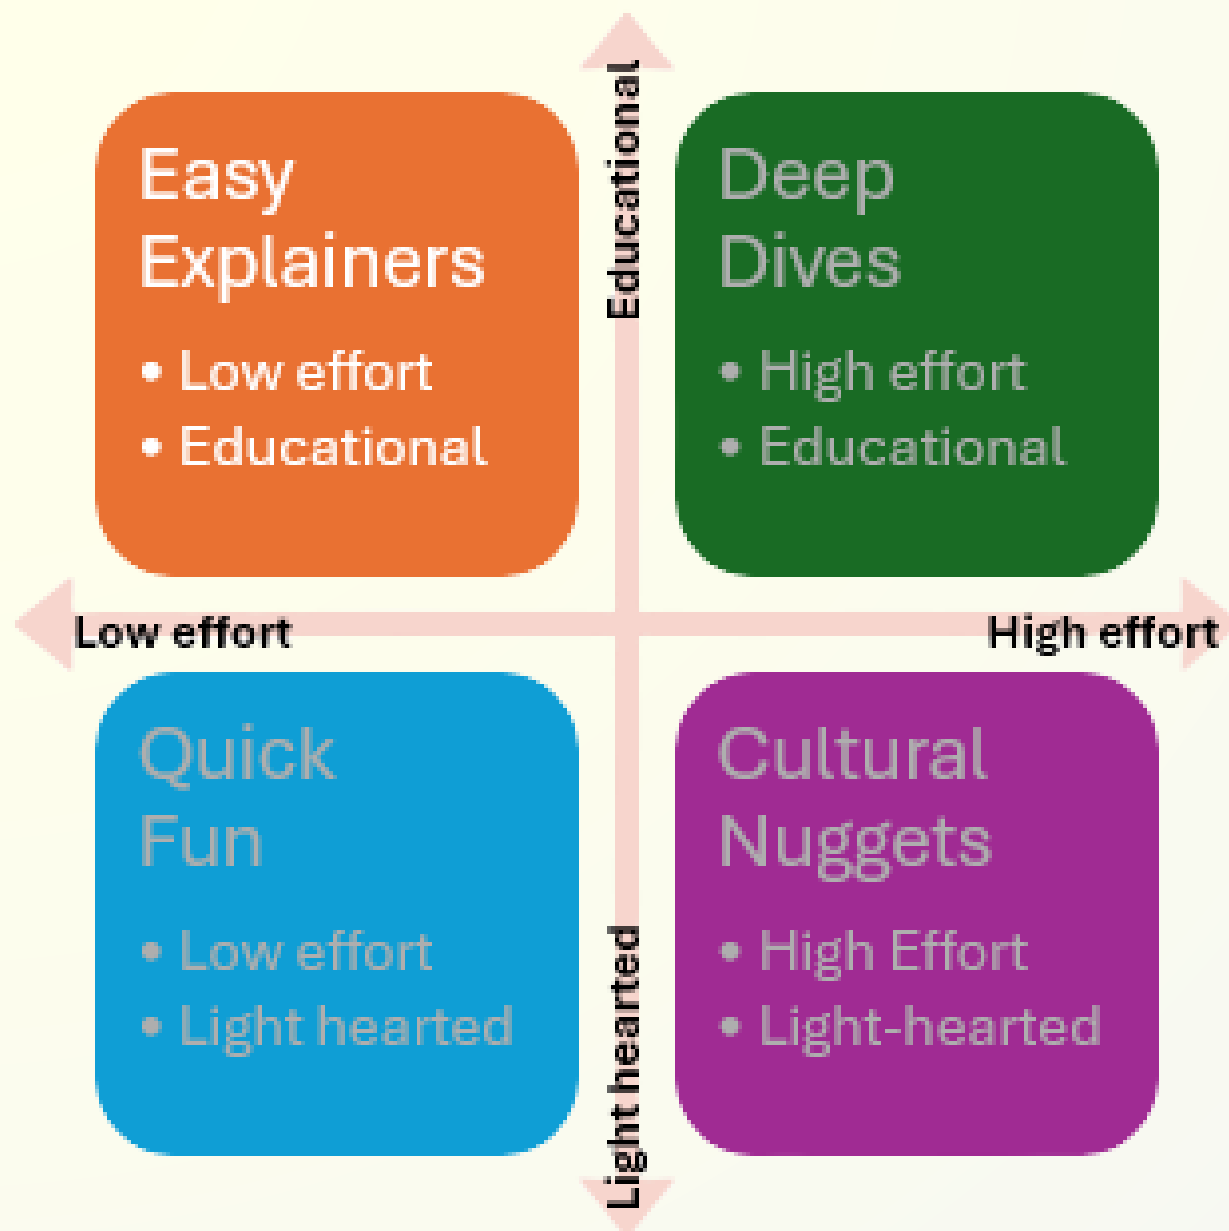 Educational
Easy
Explainers
• Low effort
• Educational
Deep
Dives
• High effort
• Educational
Low effort
High effort
Quick
Fun
• Low effort
• Light hearted
Cultural
Nuggets
• High Effort
• Light-hearted
Light hearted